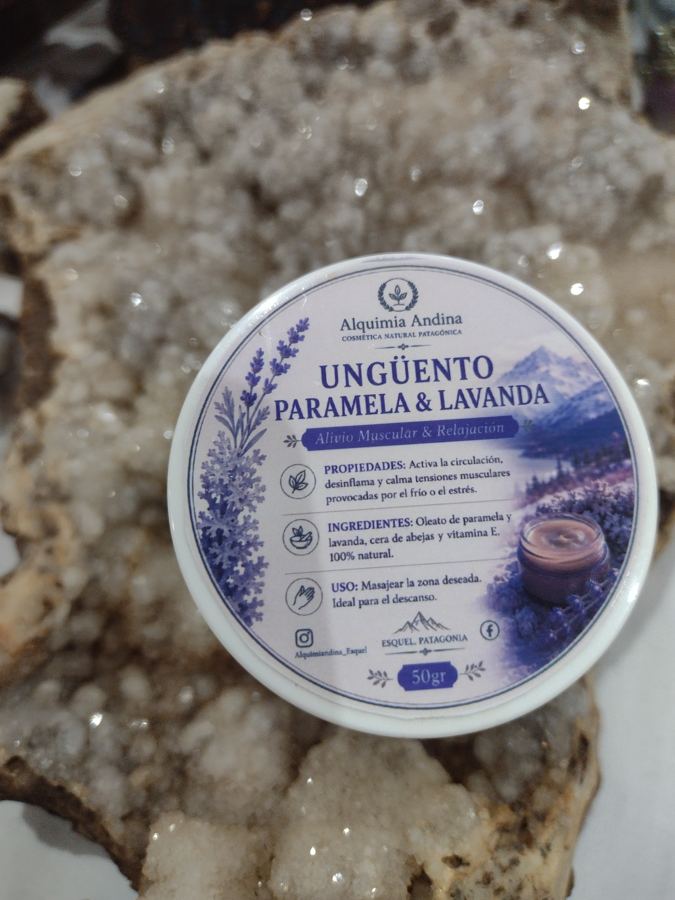 Alquimia Andina
COSMÉTICA NATURAL PATAGÓNICA
UNGÜENTO
PARAMELA & LAVANDA
Alivio Muscular & Relajación
PROPIEDADES: Activa la circulación,
desinflama y calma tensiones musculares
provocadas por el frío o el estrés.
INGREDIENTES: Oleato de paramela y
lavanda, cera de abejas y vitamina E.
100% natural.
USO: Masajear la zona deseada.
Ideal para el descanso.
Alquimiandina_Esquel
ESQUEL, PATAGONIA
50gr